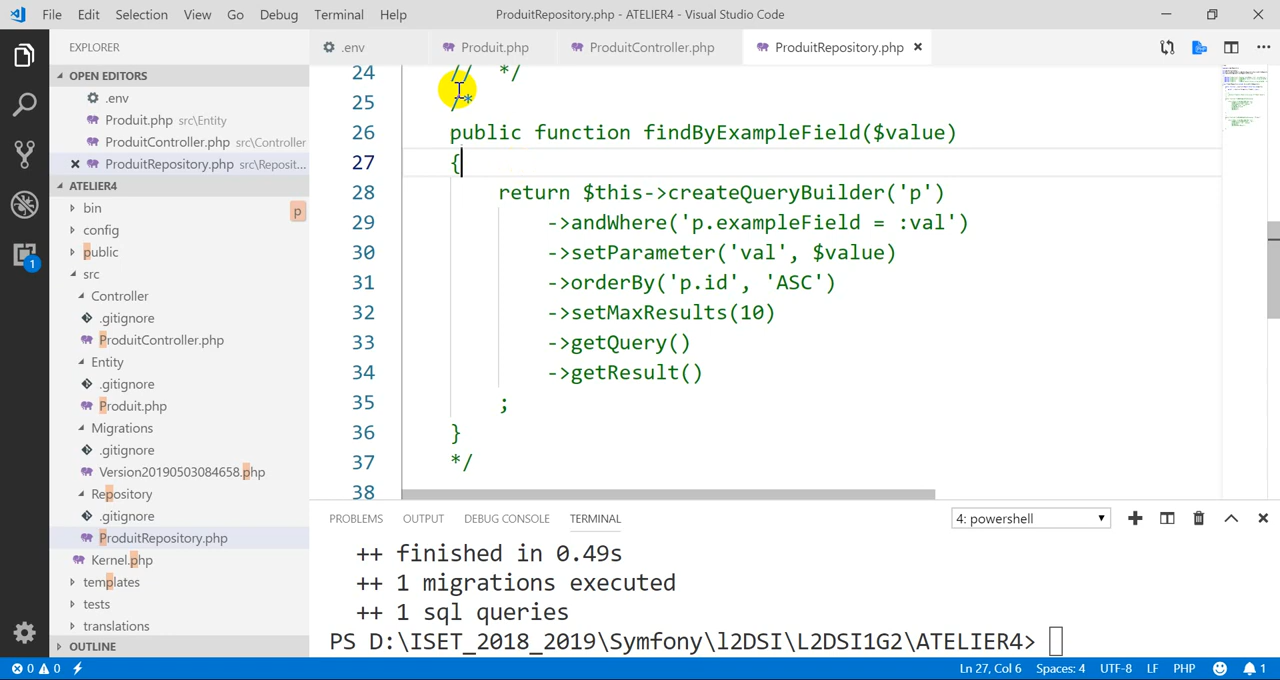 File Edit Selection View Go Debug Terminal Help ProduitRepository.php - ATELIER4 - Visual Studio Code
EXPLORER
.env Produit.php ProduitController.php ProduitRepository.php
OPEN EDITORS
.env
Produit.php src\Entity
ProduitController.php src\Controller
ProduitRepository.php src\Reposit...
ATELIER4
bin
config
public
src
Controller
.gitignore
ProduitController.php
Entity
.gitignore
Produit.php
Migrations
.gitignore
Version20190503084658.php
Repository
.gitignore
ProduitRepository.php
Kernel.php
templates
tests
translations
OUTLINE
p
1
24 // */
25 /*
26 public function findByExampleField($value)
27 {
28 return $this->createQueryBuilder('p')
29 ->andWhere('p.exampleField = :val')
30 ->setParameter('val', $value)
31 ->orderBy('p.id', 'ASC')
32 ->setMaxResults(10)
33 ->getQuery()
34 ->getResult()
35 ;
36 }
37 */
38
PROBLEMS OUTPUT DEBUG CONSOLE TERMINAL 4: powershell
++ finished in 0.49s
++ 1 migrations executed
++ 1 sql queries
PS D:\ISET_2018_2019\Symfony\l2DSI\L2DSI1G2\ATELIER4>
0 0 Ln 27, Col 6 Spaces: 4 UTF-8 LF PHP 1